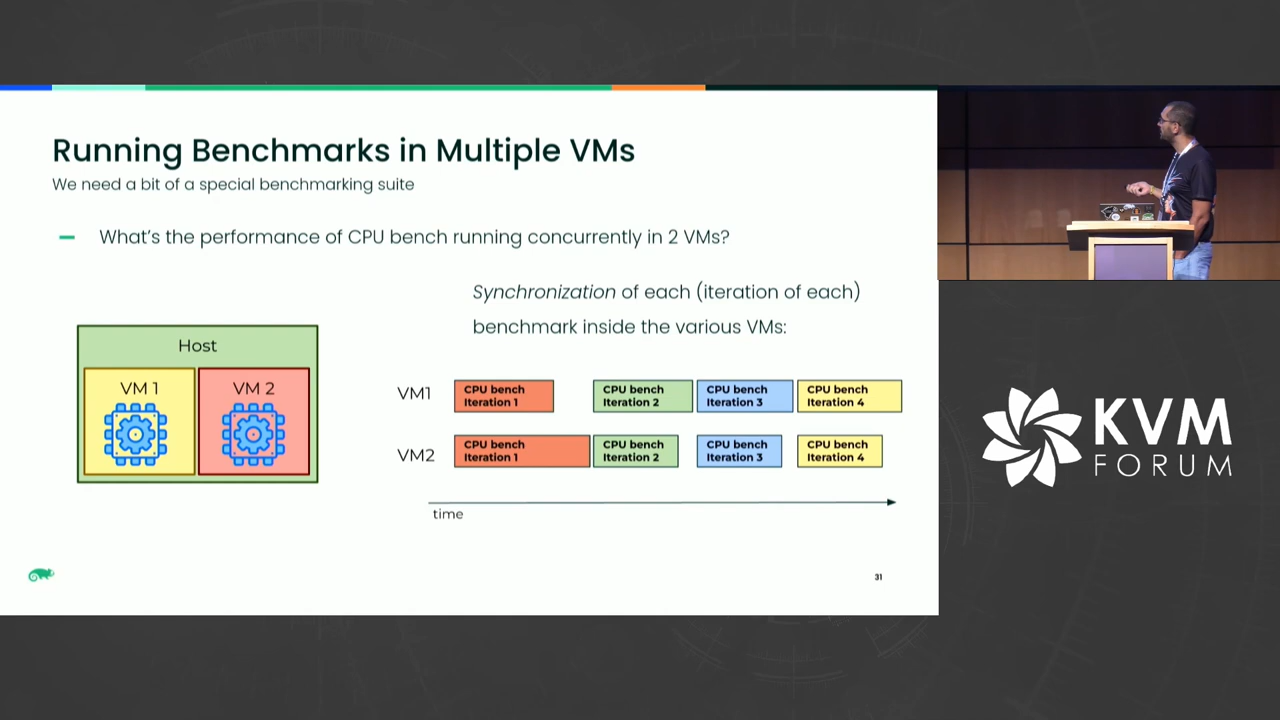 Running Benchmarks in Multiple VMs
We need a bit of a special benchmarking suite
What's the performance of CPU bench running concurrently in 2 VMs?
Synchronization of each (iteration of each)
benchmark inside the various VMs:
Host
VM 1
VM 2
VM1
CPU bench
Iteration 1
CPU bench
Iteration 2
CPU bench
Iteration 3
CPU bench
Iteration 4
VM2
CPU bench
Iteration 1
CPU bench
Iteration 2
CPU bench
Iteration 3
CPU bench
Iteration 4
time
31
KVM
FORUM